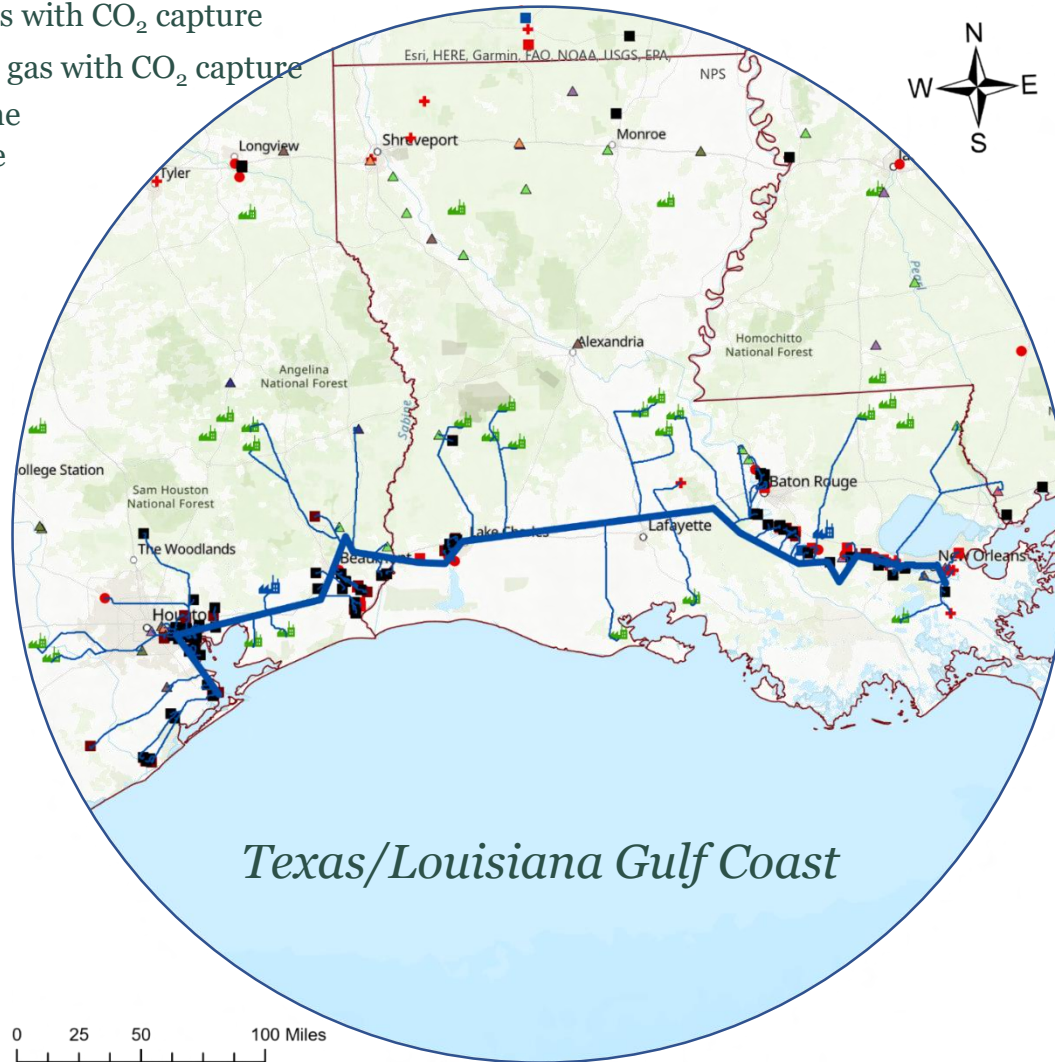 s with CO₂ capture
gas with CO₂ capture
ne
e
N
W E
S
Esri, HERE, Garmin, FAO, NOAA, USGS, EPA,
NPS
Shreveport
Monroe
Longview
Tyler
Ja
Pearl
Alexandria
Homochitto
National Forest
Angelina
National Forest
Sabine
ollege Station
Sam Houston
National Forest
Baton Rouge
The Woodlands
Lake Charles
Lafayette
Beaumont
New Orleans
Houston
Texas/Louisiana Gulf Coast
0 25 50 100 Miles